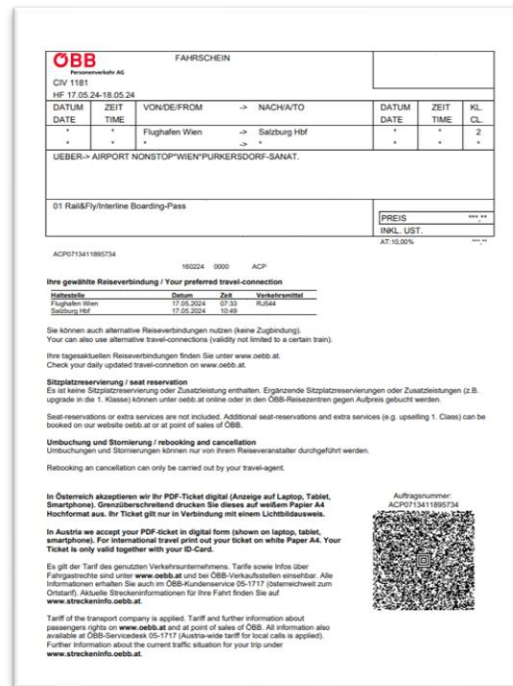 ÖBB
Personenverkehr AG
FAHRSCHEIN
CIV 1181
HF 17.05.24-18.05.24
DATUM ZEIT VON/DE/FROM -> NACH/A/TO DATUM ZEIT KL.
DATE TIME DATE TIME CL.
* * Flughafen Wien -> Salzburg Hbf * * 2
* * * -> * * * *
UEBER-> AIRPORT NONSTOP*WIEN*PURKERSDORF-SANAT.
01 Rail&Fly/Interline Boarding-Pass
PREIS ***,**
INKL. UST.
AT:10,00% ***,**
ACP0713411895734
160224 0000 ACP
Ihre gewählte Reiseverbindung / Your preferred travel-connection
Haltestelle Datum Zeit Verkehrsmittel
Flughafen Wien 17.05.2024 07:33 RJ544
Salzburg Hbf 17.05.2024 10:49
Sie können auch alternative Reiseverbindungen nutzen (keine Zugbindung).
Your can also use alternative travel-connections (validity not limited to a certain train).
Ihre tagesaktuellen Reiseverbindungen finden Sie unter www.oebb.at.
Check your daily updated travel-connetion on www.oebb.at.
Sitzplatzreservierung / seat reservation
Es ist keine Sitzplatzreservierung oder Zusatzleistung enthalten. Ergänzende Sitzplatzreservierungen oder Zusatzleistungen (z.B.
upgrade in die 1. Klasse) können unter oebb.at online oder in den ÖBB-Reisezentren gegen Aufpreis gebucht werden.
Seat-reservations or extra services are not included. Additional seat-reservations and extra services (e.g. upselling 1. Class) can be
booked on our website oebb.at or at point of sales of ÖBB.
Umbuchung und Stornierung / rebooking and cancellation
Umbuchungen und Stornierungen können nur von ihrem Reiseveranstalter durchgeführt werden.
Rebooking an cancellation can only be carried out by your travel-agent.
In Österreich akzeptieren wir Ihr PDF-Ticket digital (Anzeige auf Laptop, Tablet,
Smartphone). Grenzüberschreitend drucken Sie dieses auf weißem Papier A4
Hochformat aus. Ihr Ticket gilt nur in Verbindung mit einem Lichtbildausweis.
In Austria we accept your PDF-ticket in digital form (shown on laptop, tablet,
smartphone). For international travel print out your ticket on white Paper A4. Your
Ticket is only valid together with your ID-Card.
Es gilt der Tarif des genutzten Verkehrsunternehmens. Tarife sowie Infos über
Fahrgastrechte sind unter www.oebb.at und bei ÖBB-Verkaufsstellen einsehbar. Alle
Informationen erhalten Sie auch im ÖBB-Kundenservice 05-1717 (österreichweit zum
Ortstarif). Aktuelle Streckeninformationen für Ihre Fahrt finden Sie auf
www.streckeninfo.oebb.at.
Tariff of the transport company is applied. Tariff and further information about
passengers rights on www.oebb.at and at point of sales of ÖBB. All information also
available at ÖBB-Servicedesk 05-1717 (Austria-wide tariff for local calls is applied).
Further Information about the current traffic situation for your trip under
www.streckeninfo.oebb.at.
Auftragsnummer:
ACP0713411895734